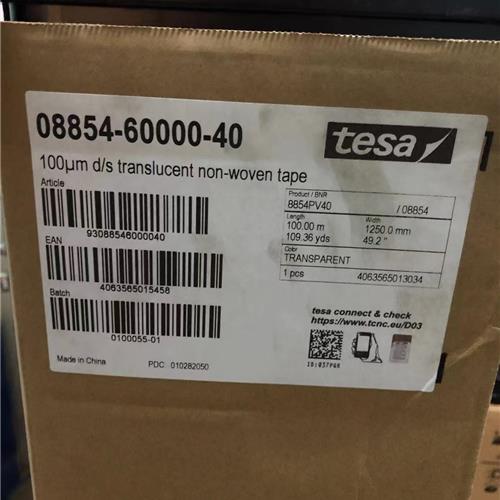 08854-60000-40
tesa
100µm d/s translucent non-woven tape
Article
93088546000040
EAN
4063565015458
Batch
0100055-01
Made in China
PDC 010282050
Product / BNR
8854PV40 / 08854
Length Width
100.00 m 1250.0 mm
109.36 yds 49.2 "
Color
TRANSPARENT
1 pcs 4063565013034
tesa connect & check
https://www.tcnc.eu/D03